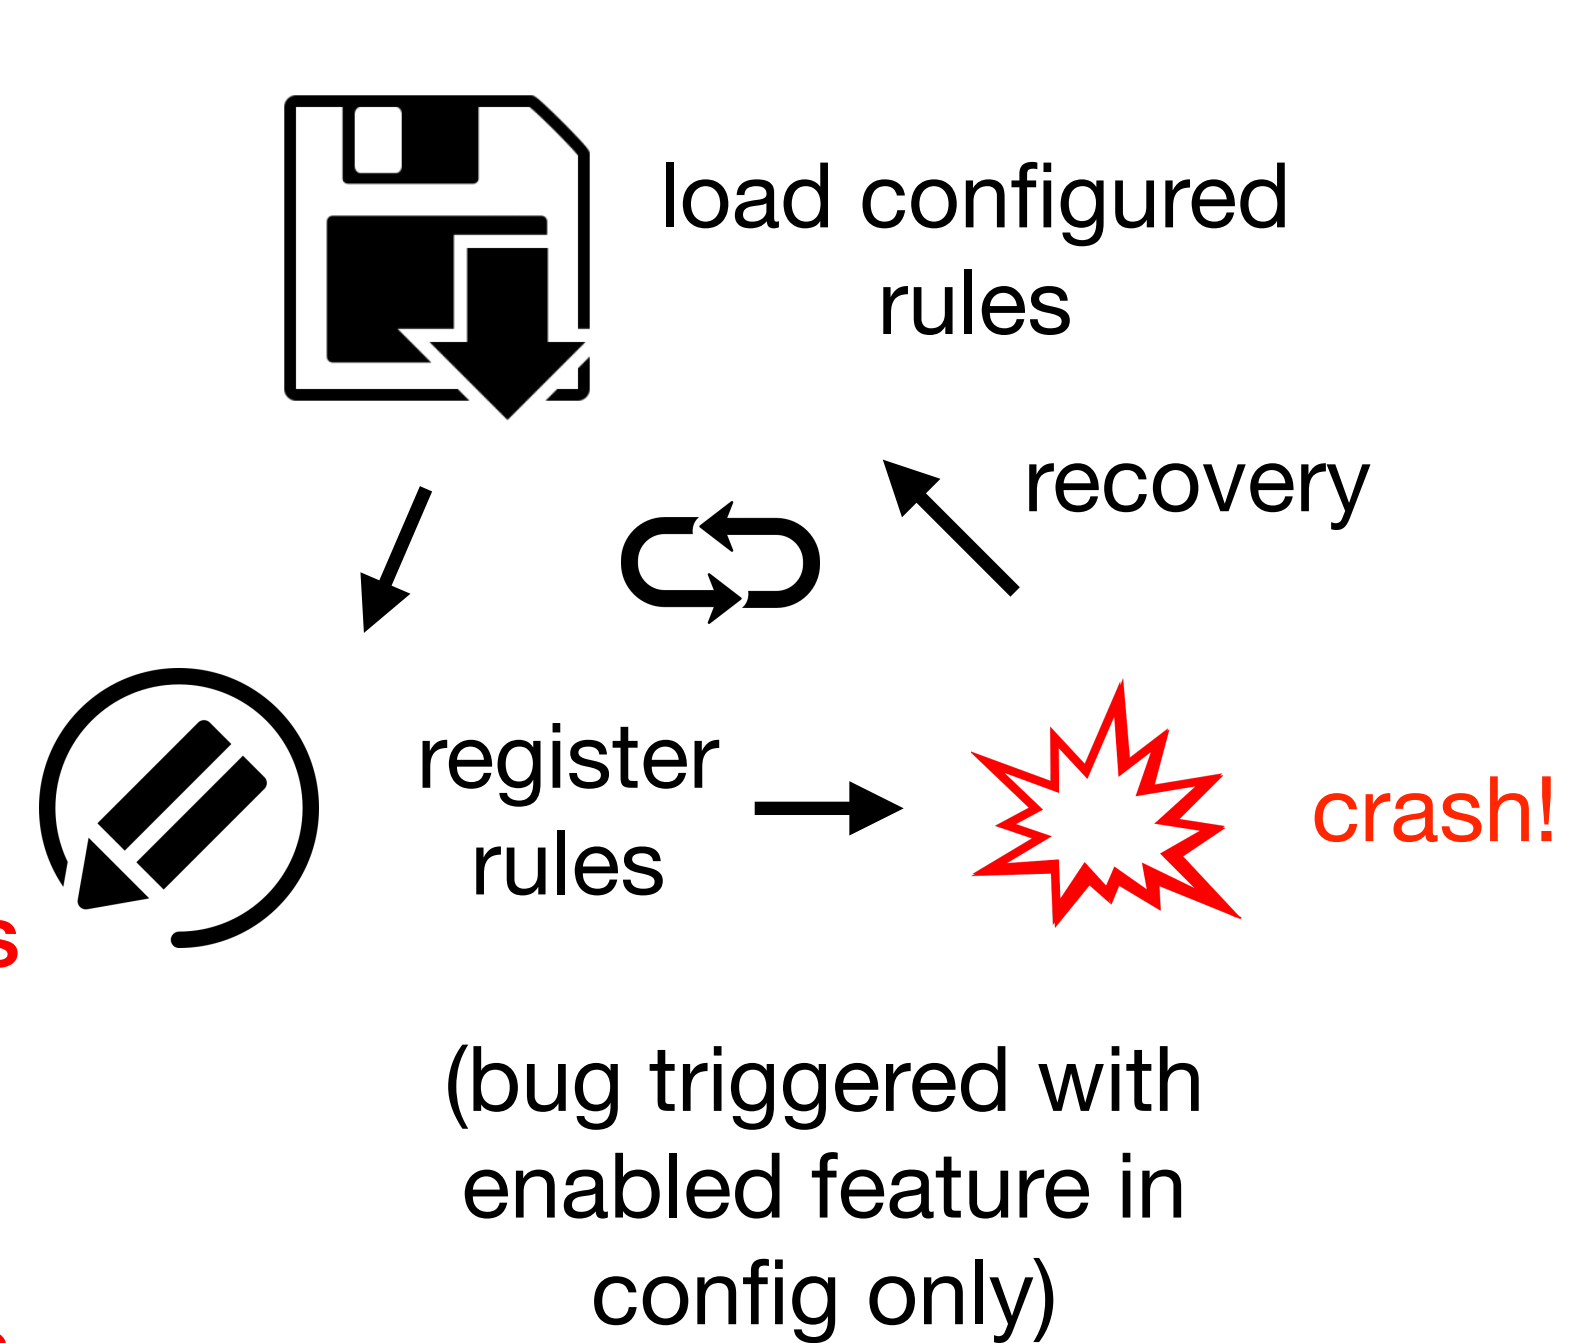 load configured
rules
recovery
register
rules
crash!
s
(bug triggered with
enabled feature in
config only)